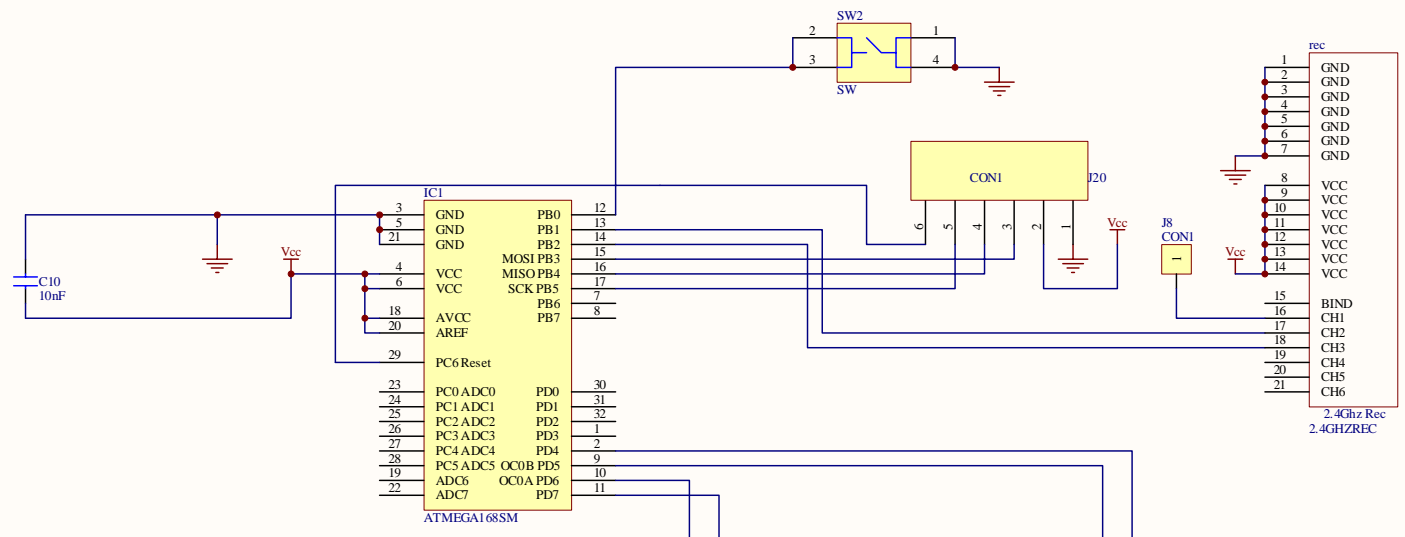 SW2
2
1
3
4
SW
rec
1 GND
2 GND
3 GND
4 GND
5 GND
6 GND
7 GND
8 VCC
9 VCC
10 VCC
11 VCC
12 VCC
13 VCC
14 VCC
15 BIND
16 CH1
17 CH2
18 CH3
19 CH4
20 CH5
21 CH6
2.4Ghz Rec
2.4GHZREC
Vcc
J8
CON1
1
CON1
J20
6 5 4 3 2 1
Vcc
IC1
3 GND PB0 12
5 GND PB1 13
21 GND PB2 14
MOSI PB3 15
4 VCC MISO PB4 16
6 VCC SCK PB5 17
PB6 7
18 AVCC PB7 8
20 AREF
29 PC6 Reset
23 PC0 ADC0 PD0 30
24 PC1 ADC1 PD1 31
25 PC2 ADC2 PD2 32
26 PC3 ADC3 PD3 1
27 PC4 ADC4 PD4 2
28 PC5 ADC5 OC0B PD5 9
19 ADC6 OC0A PD6 10
22 ADC7 PD7 11
ATMEGA168SM
Vcc
C10
10nF